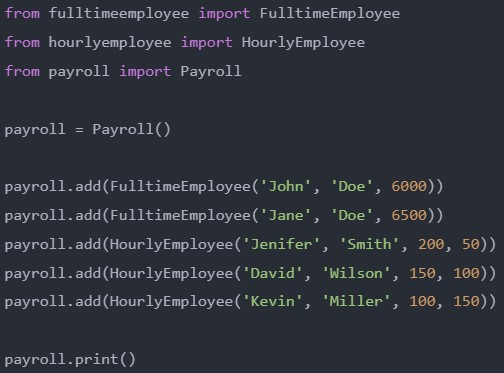 from fulltimeemployee import FulltimeEmployee
from hourlyemployee import HourlyEmployee
from payroll import Payroll
payroll = Payroll()
payroll.add(FulltimeEmployee('John', 'Doe', 6000))
payroll.add(FulltimeEmployee('Jane', 'Doe', 6500))
payroll.add(HourlyEmployee('Jenifer', 'Smith', 200, 50))
payroll.add(HourlyEmployee('David', 'Wilson', 150, 100))
payroll.add(HourlyEmployee('Kevin', 'Miller', 100, 150))
payroll.print()